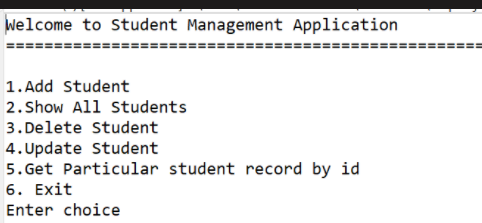 Welcome to Student Management Application
==================================================
1.Add Student
2.Show All Students
3.Delete Student
4.Update Student
5.Get Particular student record by id
6. Exit
Enter choice